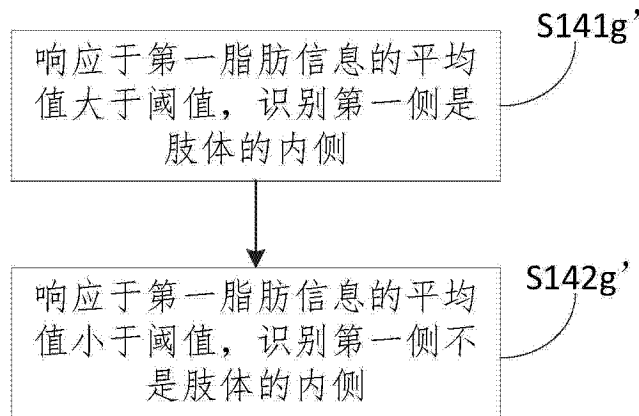 S141g’
响应于第一脂肪信息的平均
值大于阈值，识别第一侧是
肢体的内侧
S142g’
响应于第一脂肪信息的平均
值小于阈值，识别第一侧不
是肢体的内侧